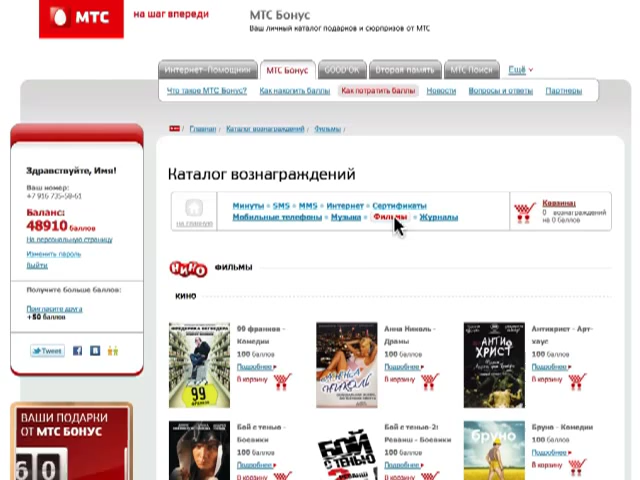 МТС
на шаг впереди
МТС Бонус
Ваш личный каталог подарков и сюрпризов от МТС
Интернет-Помощник
МТС Бонус
GOOD'OK
Вторая память
МТС Поиск
Ещё
Что такое МТС Бонус?
Как накопить баллы
Как потратить баллы
Новости
Вопросы и ответы
Партнеры
Главная / Каталог вознаграждений / Фильмы /
Здравствуйте, Имя!
Ваш номер:
Баланс:
48910 баллов
На персональную страницу
Изменить пароль
Выйти
Получите больше баллов:
Пригласите друга
+50 баллов
Tweet
ВАШИ ПОДАРКИ
ОТ МТС БОНУС
60
Каталог вознаграждений
НА ГЛАВНУЮ
Минуты SMS MMS Интернет Сертификаты
Мобильные телефоны Музыка Фильмы Журналы
Корзина:
0 вознаграждений
на 0 баллов
КИНО
ФИЛЬМЫ
КИНО
99
99 франков -
Комедии
100 баллов
Подробнее
В корзину
Анна Николь -
Драмы
100 баллов
Подробнее
В корзину
АНТИ
ХРИСТ
Антихрист - Арт-
хаус
100 баллов
Подробнее
В корзину
Бой с тенью -
Боевики
100 баллов
Подробнее
В корзину
БОЙ
С ТЕНЬЮ
Бой с тенью-2:
Реванш - Боевики
100 баллов
Подробнее
В корзину
бруно
Бруно - Комедии
100 баллов
Подробнее
В корзину